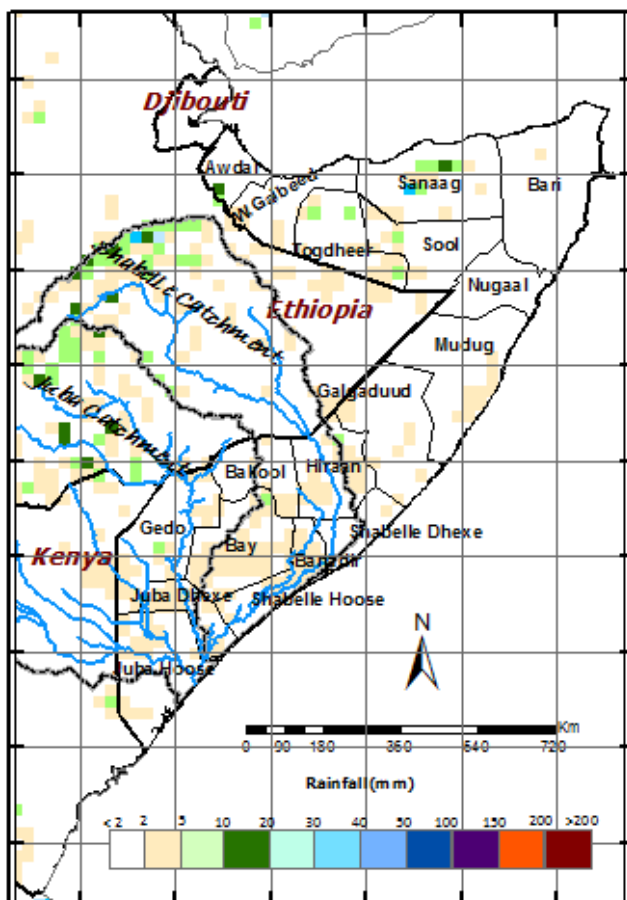 Djibouti
Awdal
W.Galbeed
Sanaag
Bari
Togdheer
Sool
Shabelle Catchment
Ethiopia
Nugaal
Mudug
Galgaduud
Juba Catchment
Bakool
Hiraan
Gedo
Shabelle Dhexe
Kenya
Bay
Banadir
Juba Dhexe
Shabelle Hoose
Juba Hoose
N
Km
0 90 180 360 540 720
Rainfall(mm)
<2 2 5 10 20 30 40 50 100 150 200 >200